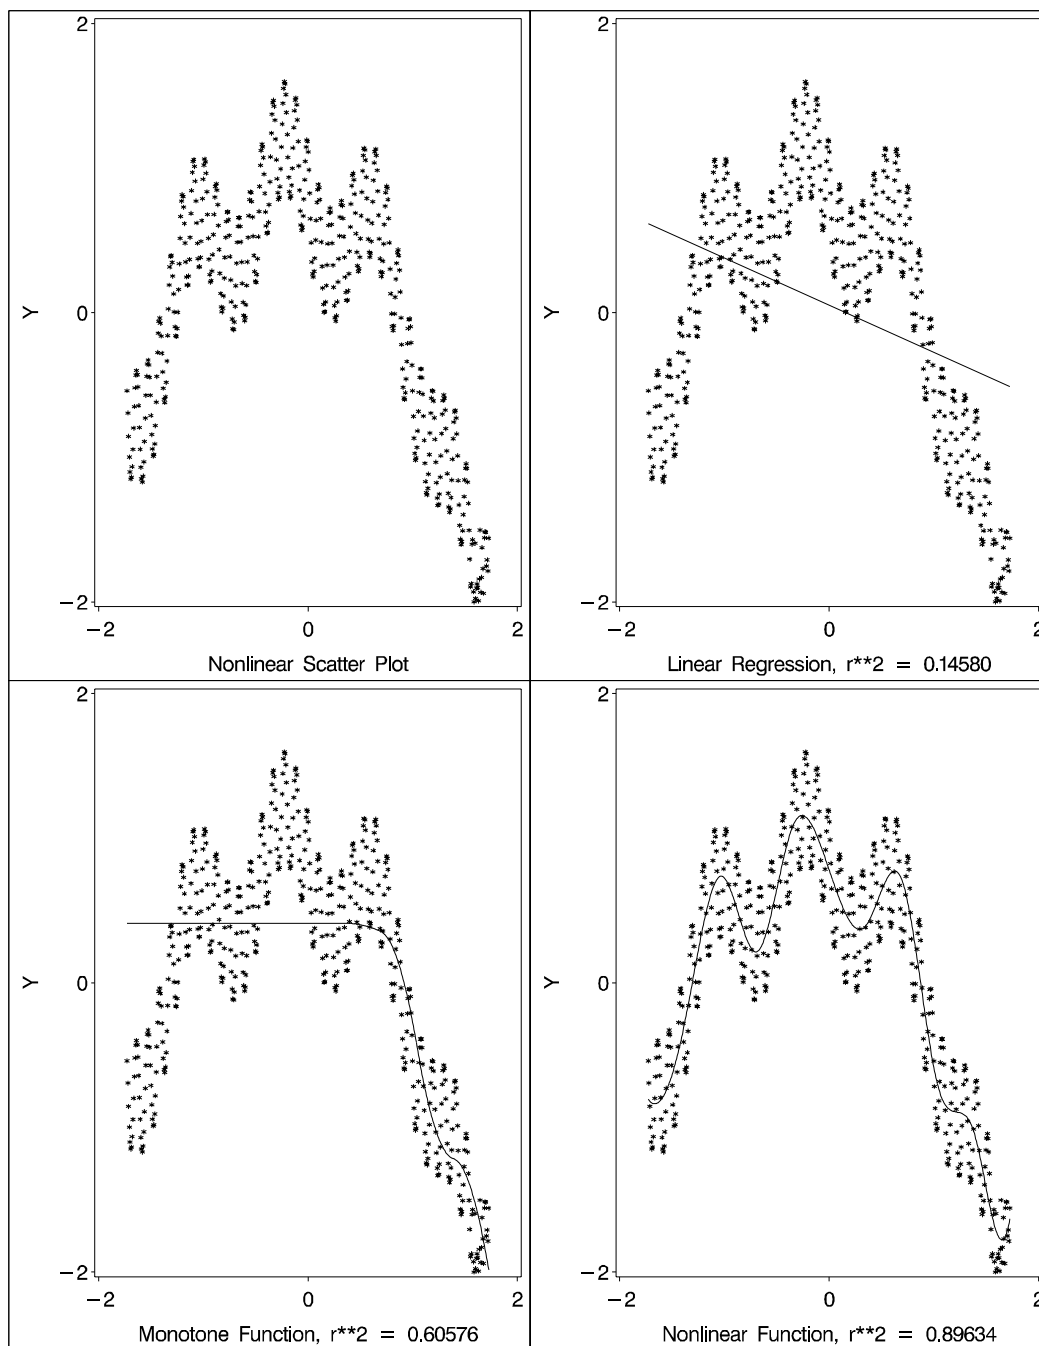 2
Y
0
−2
−2 0 2
Nonlinear Scatter Plot
2
Y
0
−2
−2 0 2
Linear Regression, r**2 = 0.14580
2
Y
0
−2
−2 0 2
Monotone Function, r**2 = 0.60576
2
Y
0
−2
−2 0 2
Nonlinear Function, r**2 = 0.89634